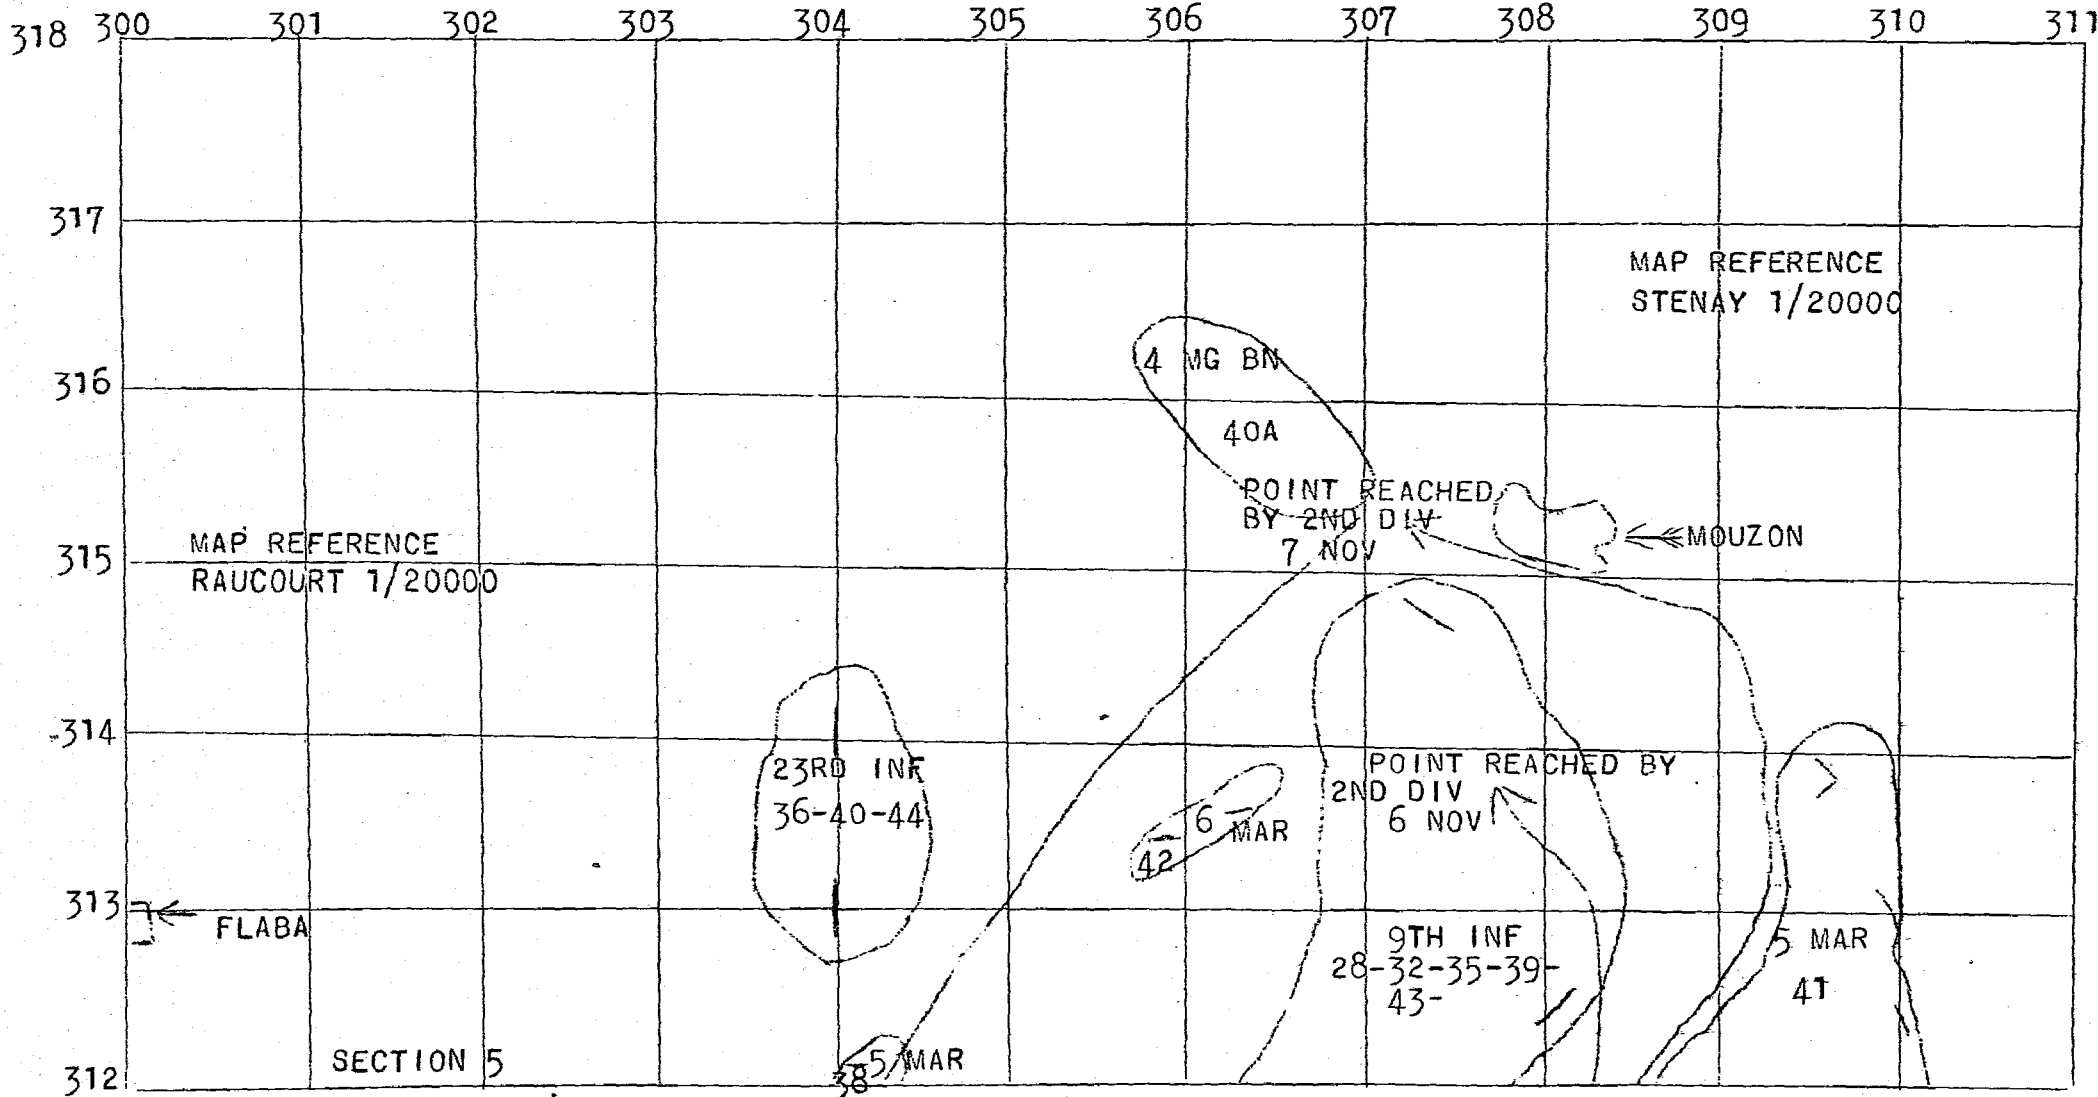 318 300 301 302 303 304 305 306 307 308 309 310 311
317
MAP REFERENCE
STENAY 1/20000
316
4 MG BN
40A
POINT REACHED
BY 2ND DIV
7 NOV
MOUZON
315
MAP REFERENCE
RAUCOURT 1/20000
314
23RD INF
36-40-44
POINT REACHED BY
2ND DIV
6 NOV
6 MAR
42
313
FLABA
9TH INF
28-32-35-39-
43-
5 MAR
41
SECTION 5
5 MAR
38
312